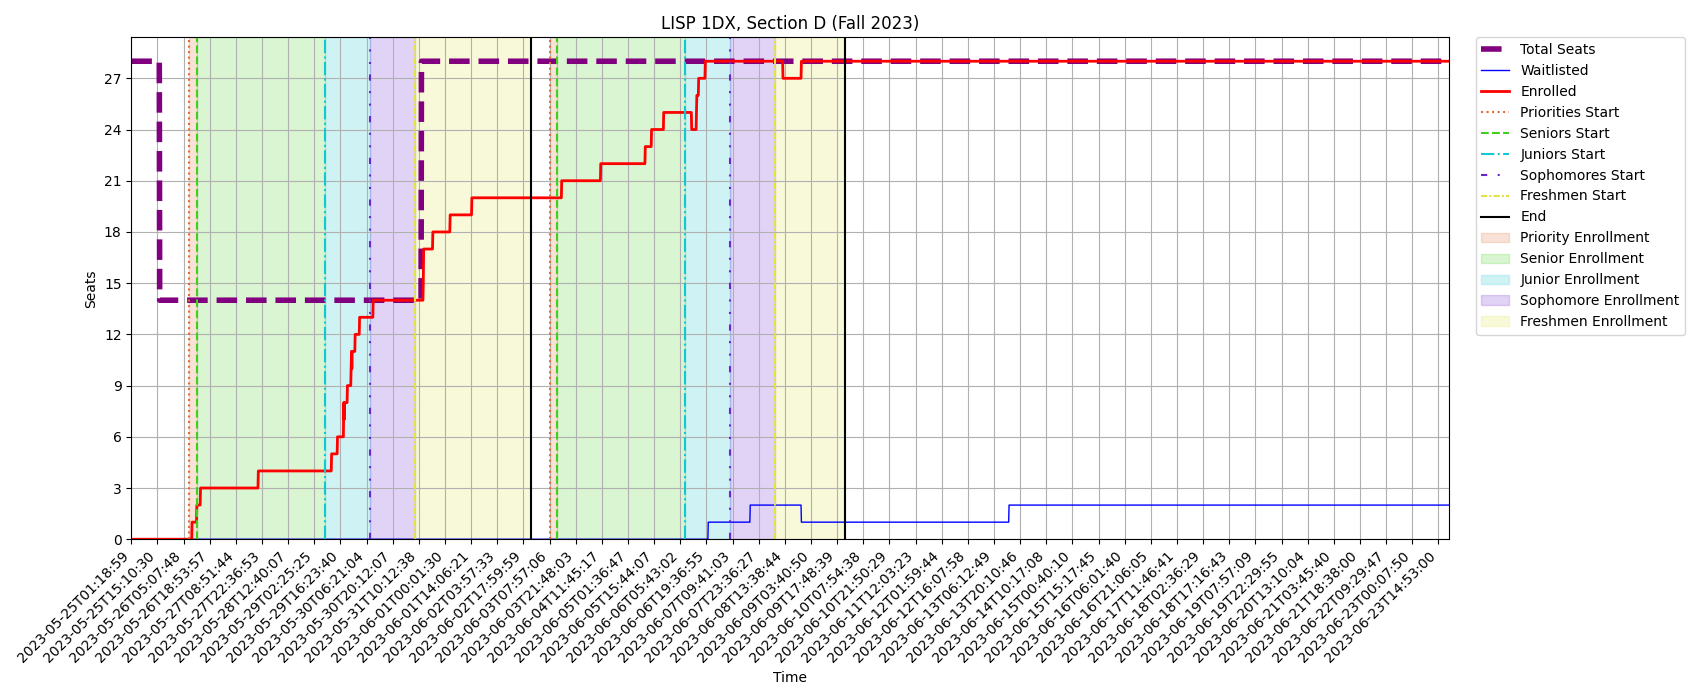 LISP 1DX, Section D (Fall 2023)
Seats
27
24
21
18
15
12
9
6
3
0
2023-05-25T01:18:59
2023-05-25T15:10:30
2023-05-26T05:07:48
2023-05-26T18:53:57
2023-05-27T08:51:44
2023-05-27T22:36:53
2023-05-28T12:40:07
2023-05-29T02:25:25
2023-05-29T16:23:40
2023-05-30T06:21:04
2023-05-30T20:12:07
2023-05-31T10:12:38
2023-06-01T00:01:30
2023-06-01T14:06:21
2023-06-02T03:57:33
2023-06-02T17:59:59
2023-06-03T07:57:06
2023-06-03T21:48:03
2023-06-04T11:45:17
2023-06-05T01:36:47
2023-06-05T15:44:07
2023-06-06T05:43:02
2023-06-06T19:36:55
2023-06-07T09:41:03
2023-06-07T23:36:27
2023-06-08T13:38:44
2023-06-09T03:40:50
2023-06-09T17:48:39
2023-06-10T07:54:38
2023-06-10T21:50:29
2023-06-11T12:03:23
2023-06-12T01:59:44
2023-06-12T16:07:58
2023-06-13T06:12:49
2023-06-13T20:10:46
2023-06-14T10:17:08
2023-06-15T00:40:10
2023-06-15T15:17:45
2023-06-16T06:01:40
2023-06-16T21:06:05
2023-06-17T11:46:41
2023-06-18T02:36:29
2023-06-18T17:16:43
2023-06-19T07:57:09
2023-06-19T22:29:55
2023-06-20T13:10:04
2023-06-21T03:45:40
2023-06-21T18:38:00
2023-06-22T09:29:47
2023-06-23T00:07:50
2023-06-23T14:53:00
Time
Total Seats
Waitlisted
Enrolled
Priorities Start
Seniors Start
Juniors Start
Sophomores Start
Freshmen Start
End
Priority Enrollment
Senior Enrollment
Junior Enrollment
Sophomore Enrollment
Freshmen Enrollment